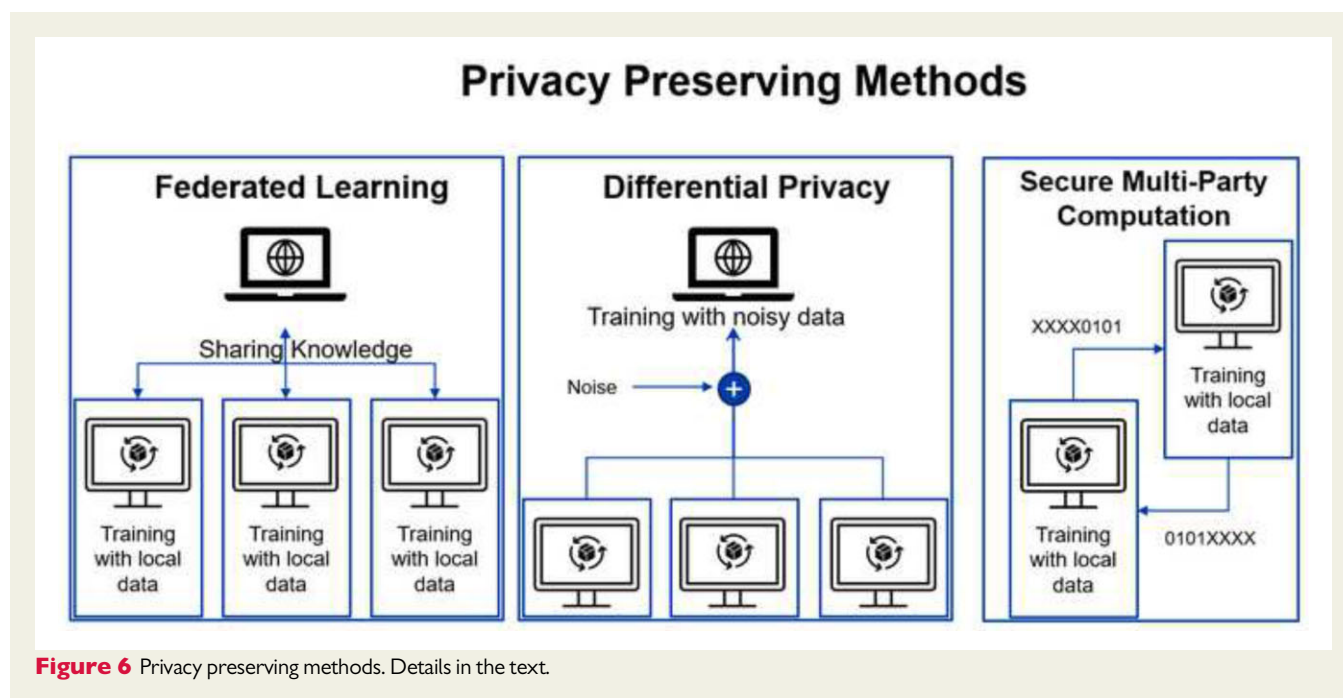 Privacy Preserving Methods
Federated Learning
Sharing Knowledge
Training
with local
data
Training
with local
data
Training
with local
data
Differential Privacy
Training with noisy data
Noise
+
Secure Multi-Party
Computation
XXXX0101
Training
with local
data
Training
with local
data
0101XXXX
Figure 6 Privacy preserving methods. Details in the text.